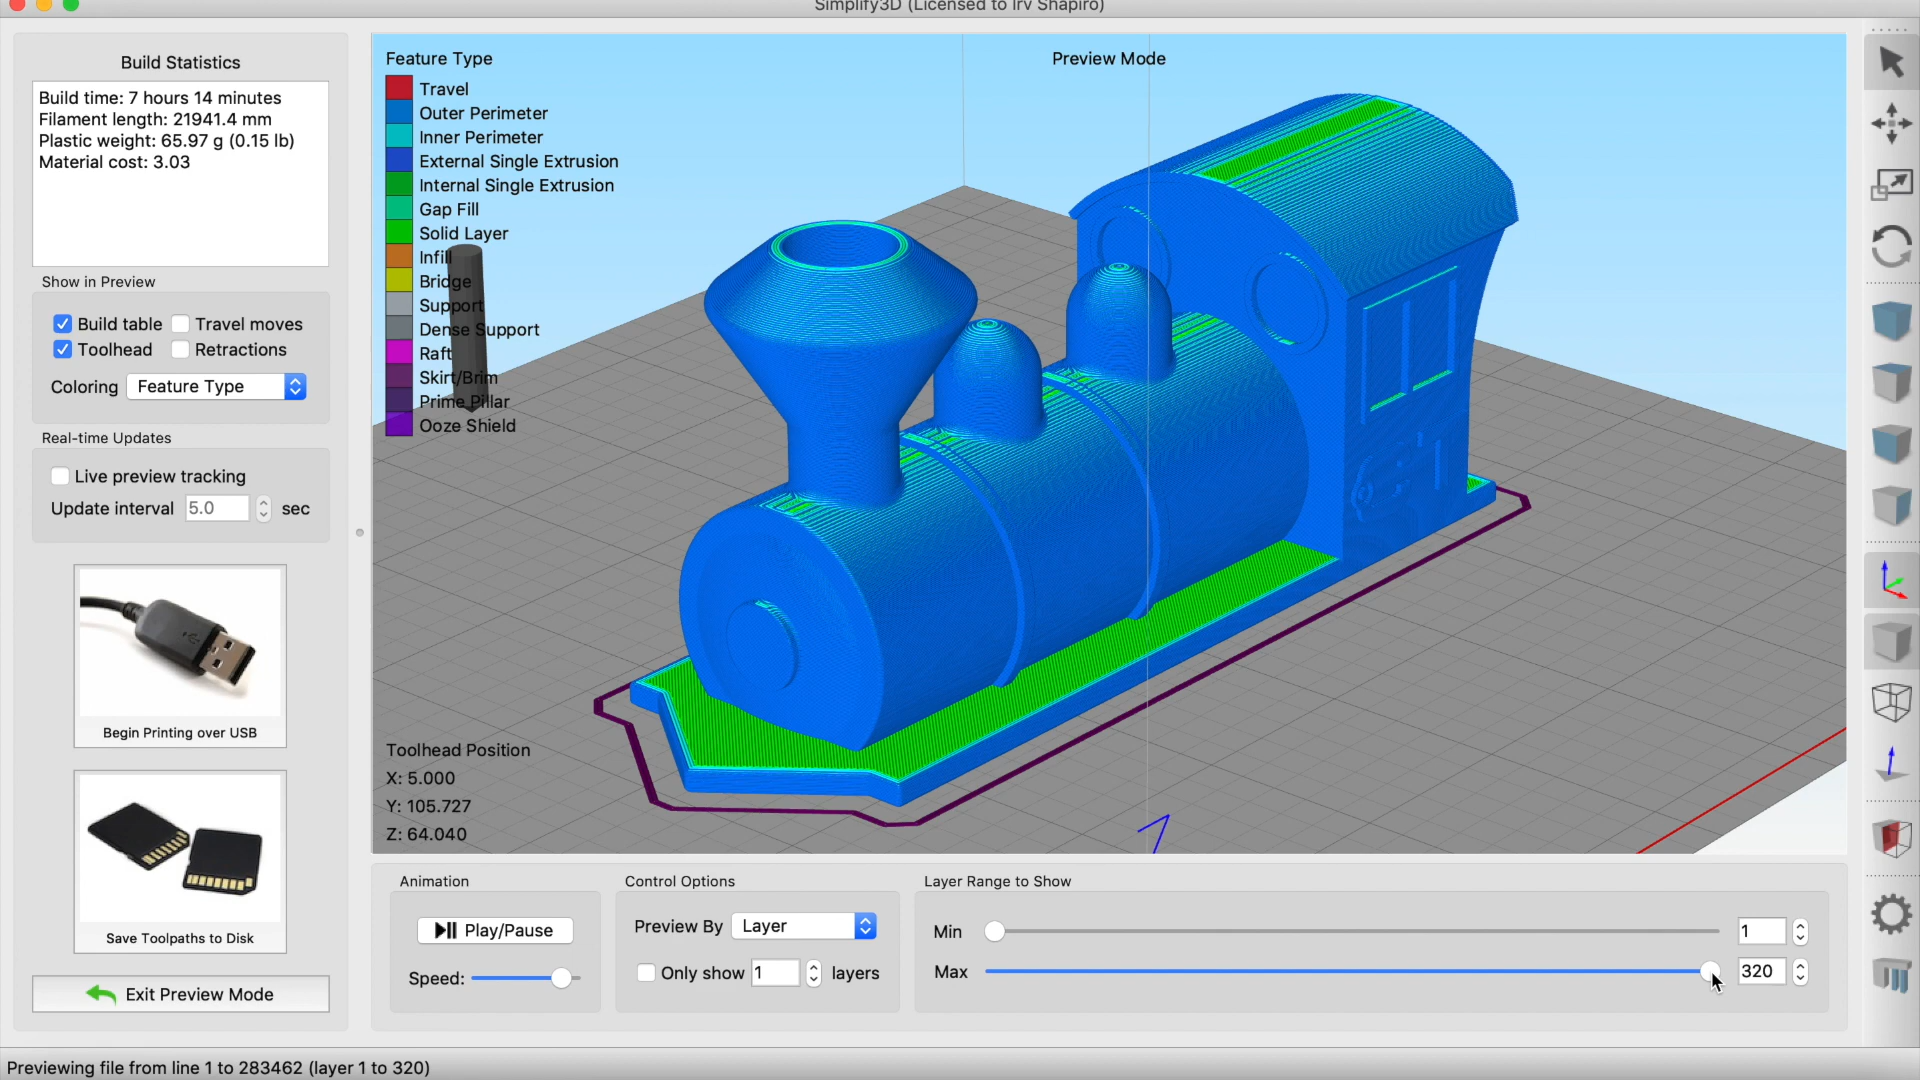 Simplify3D (Licensed to Irv Shapiro)
Build Statistics
Build time: 7 hours 14 minutes
Filament length: 21941.4 mm
Plastic weight: 65.97 g (0.15 lb)
Material cost: 3.03
Show in Preview
Build table
Travel moves
Toolhead
Retractions
Coloring
Feature Type
Real-time Updates
Live preview tracking
Update interval
5.0
sec
Begin Printing over USB
Save Toolpaths to Disk
Exit Preview Mode
Feature Type
Travel
Outer Perimeter
Inner Perimeter
External Single Extrusion
Internal Single Extrusion
Gap Fill
Solid Layer
Infill
Bridge
Support
Dense Support
Raft
Skirt/Brim
Prime Pillar
Ooze Shield
Preview Mode
Toolhead Position
X: 5.000
Y: 105.727
Z: 64.040
Animation
Play/Pause
Speed:
Control Options
Preview By
Layer
Only show
1
layers
Layer Range to Show
Min
1
Max
320
Previewing file from line 1 to 283462 (layer 1 to 320)